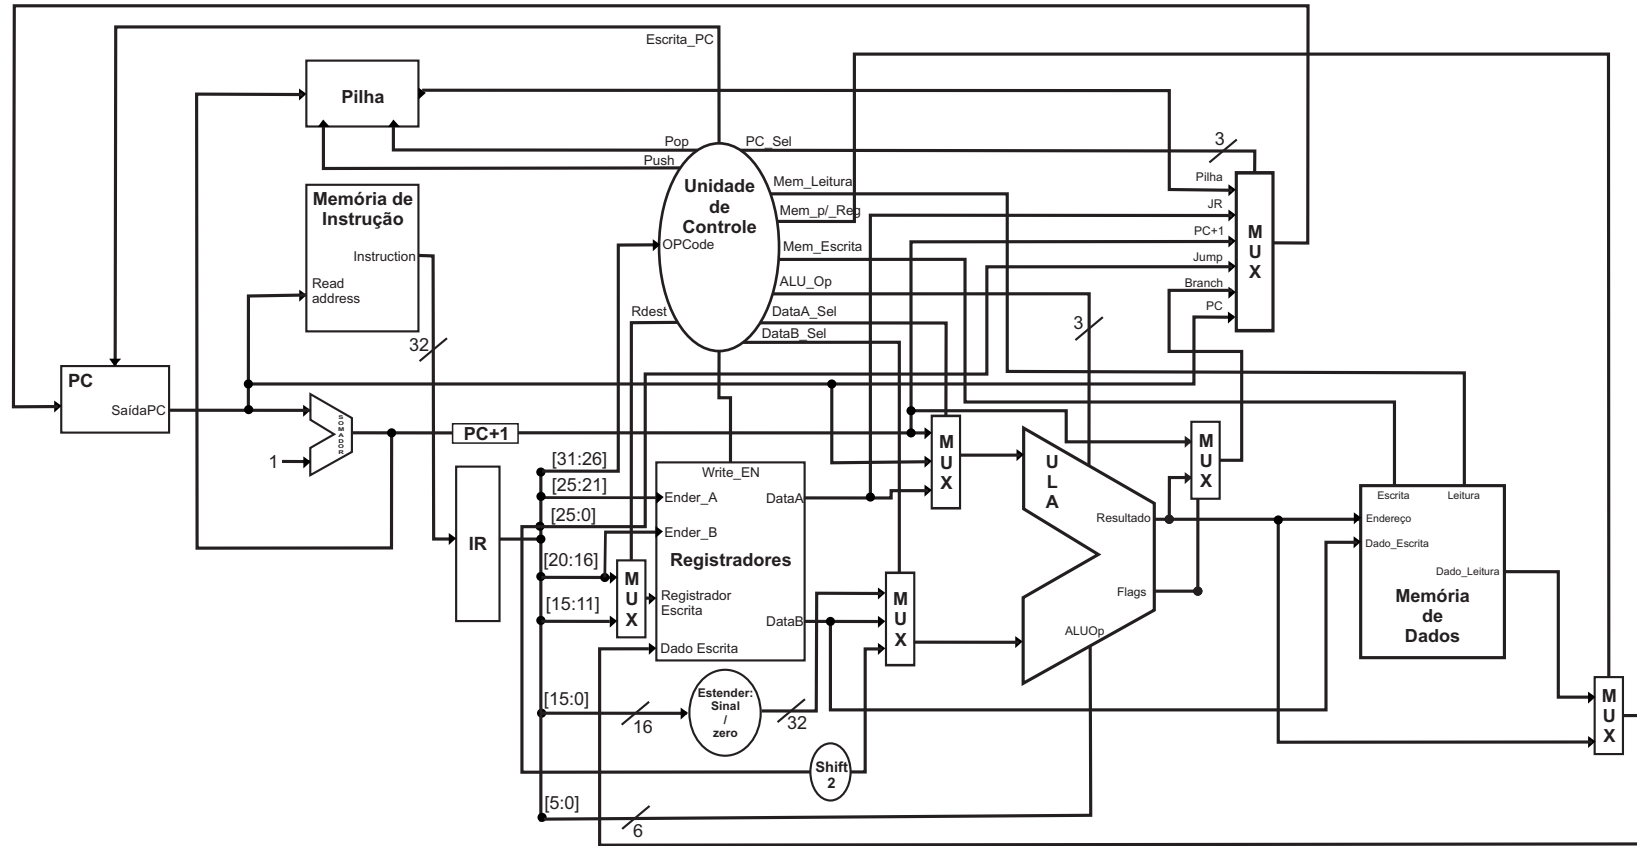 Escrita_PC
Pilha
Pop
Push
PC_Sel
3
Unidade
de
Controle
OPCode
Mem_Leitura
Mem_p/_Reg
Mem_Escrita
ALU_Op
DataA_Sel
DataB_Sel
Rdest
3
Pilha
JR
PC+1
Jump
Branch
PC
M
U
X
Memória de
Instrução
Instruction
Read
address
32
PC
SaídaPC
SOMADOR
1
PC+1
IR
[31:26]
[25:21]
[25:0]
[20:16]
[15:11]
[15:0]
[5:0]
16
6
M
U
X
Write_EN
Ender_A
Ender_B
Registradores
Registrador
Escrita
Dado Escrita
DataA
DataB
Estender:
Sinal
/
zero
32
Shift
2
M
U
X
M
U
X
U
L
A
Resultado
Flags
ALUOp
M
U
X
Escrita
Leitura
Endereço
Dado_Escrita
Dado_Leitura
Memória
de
Dados
M
U
X